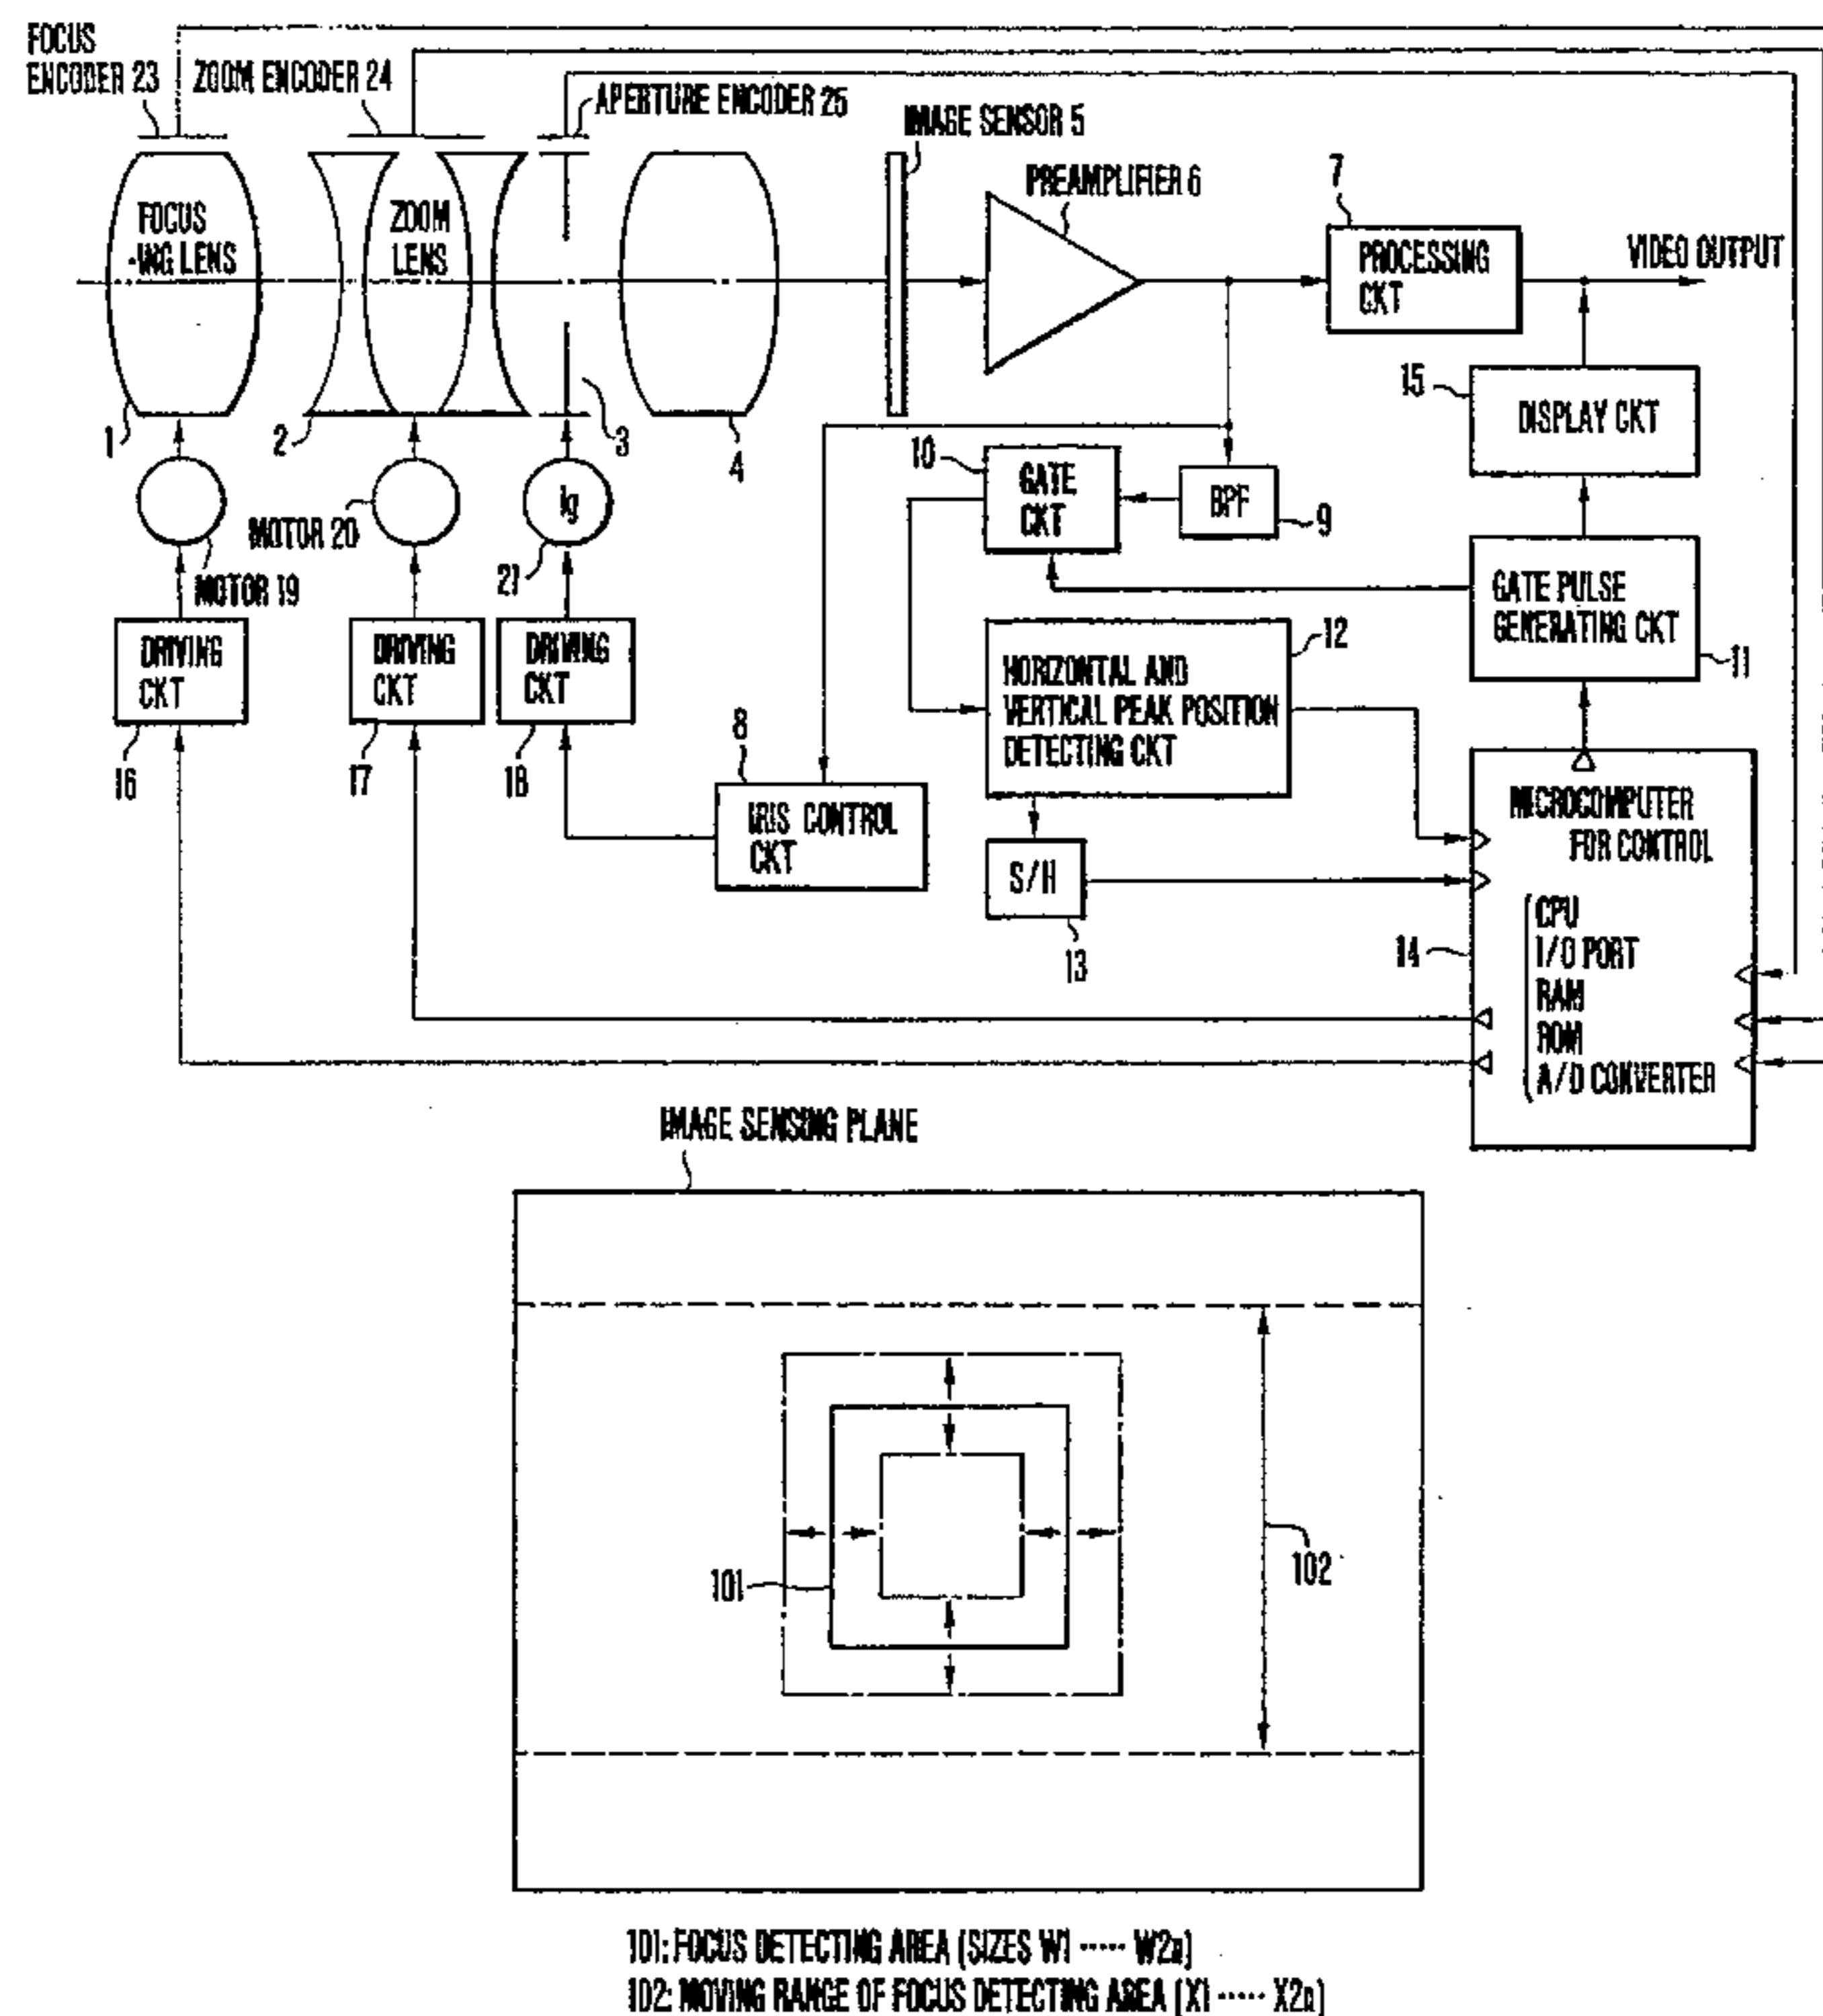 FOCUS
ENCODER 23
ZOOM ENCODER 24
APERTURE ENCODER 25
IMAGE SENSOR 5
PREAMPLIFIER 6
7
PROCESSING
CKT
VIDEO OUTPUT
FOCUS
-ING LENS
ZOOM
LENS
1
2
3
4
15
DISPLAY CKT
10
GATE
CKT
BPF
9
MOTOR 19
MOTOR 20
Ig
21
GATE PULSE
GENERATING CKT
11
DRIVING
CKT
16
DRIVING
CKT
17
DRIVING
CKT
18
12
HORIZONTAL AND
VERTICAL PEAK POSITION
DETECTING CKT
8
IRIS CONTROL
CKT
S/H
13
14
MICROCOMPUTER
FOR CONTROL
CPU
I/O PORT
RAM
ROM
A/D CONVERTER
IMAGE SENSING PLANE
101
102
101: FOCUS DETECTING AREA (SIZES W1 ····· W2n)
102: MOVING RANGE OF FOCUS DETECTING AREA (X1 ····· X2n)